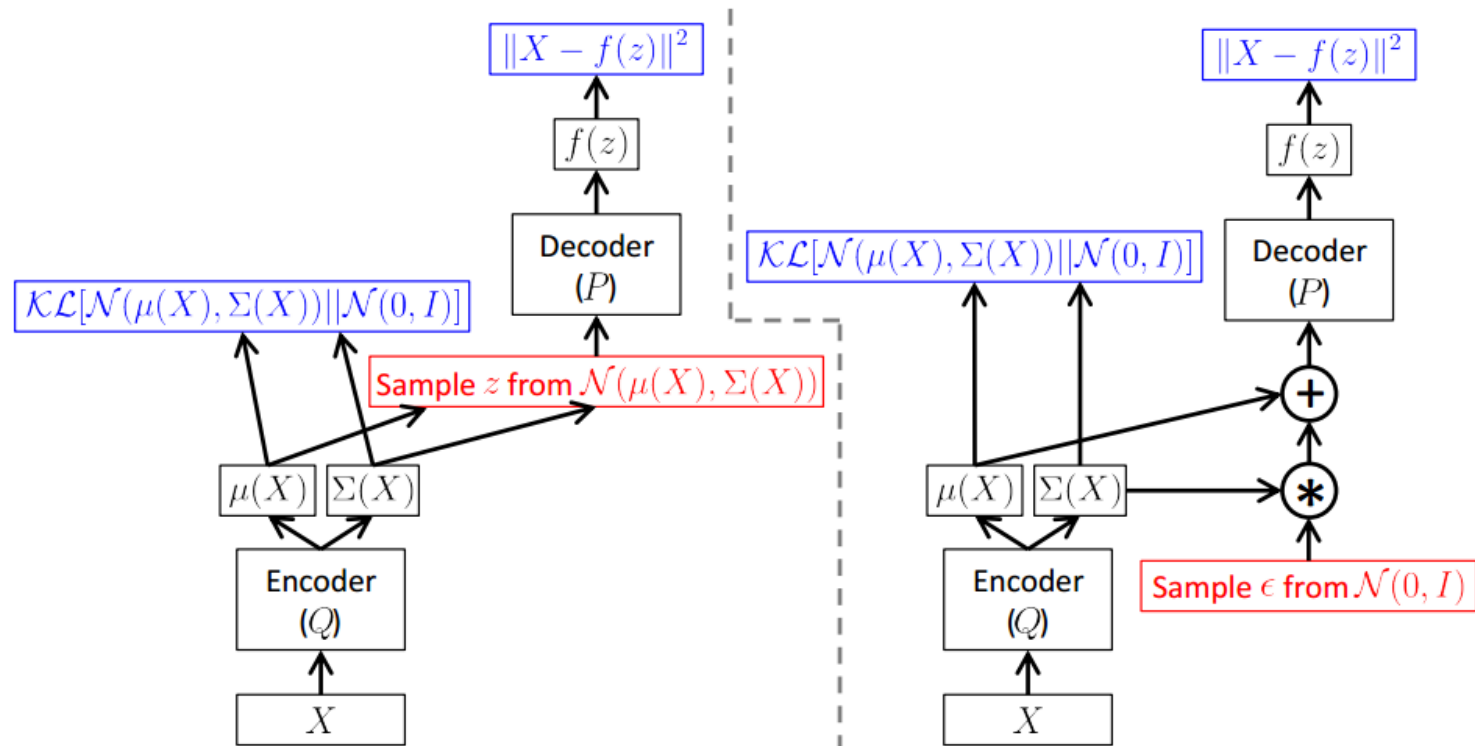 ‖X − f(z)‖²
f(z)
Decoder
(P)
𝒦ℒ[𝒩(μ(X), Σ(X))||𝒩(0, I)]
Sample z from 𝒩(μ(X), Σ(X))
μ(X)
Σ(X)
Encoder
(Q)
X
‖X − f(z)‖²
f(z)
Decoder
(P)
𝒦ℒ[𝒩(μ(X), Σ(X))||𝒩(0, I)]
+
μ(X)
Σ(X)
*
Sample ϵ from 𝒩(0, I)
Encoder
(Q)
X